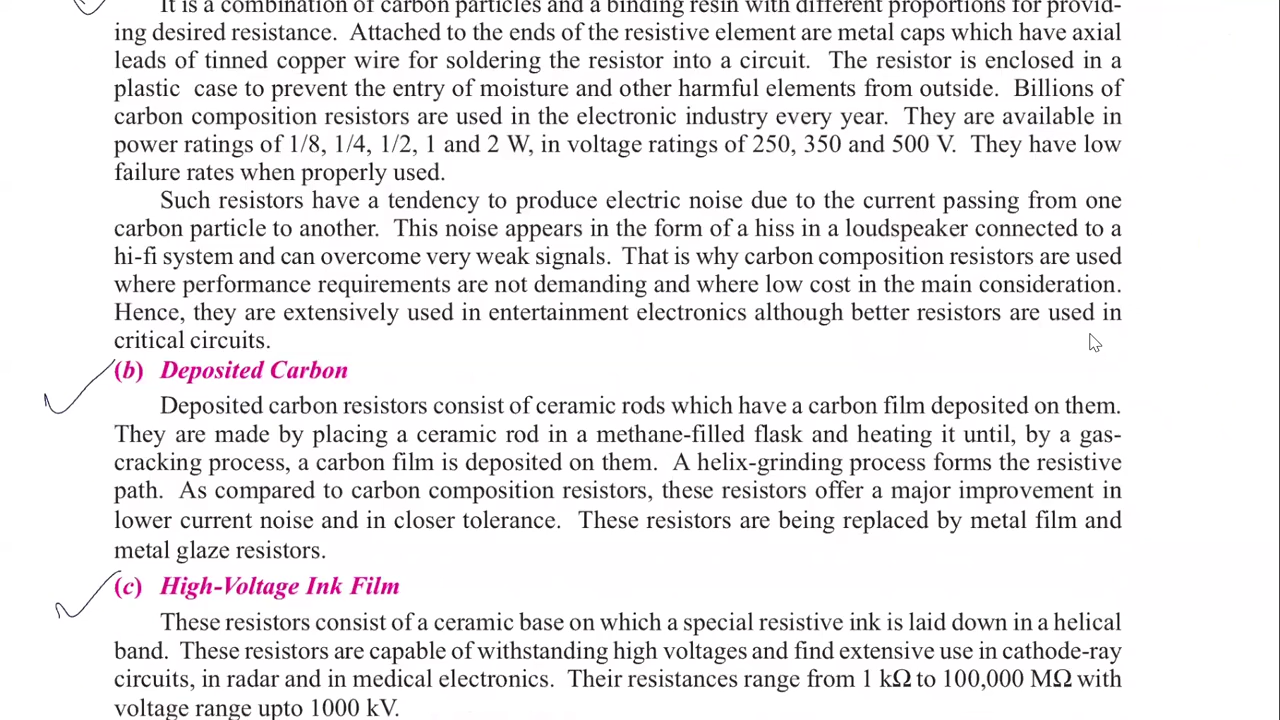 It is a combination of carbon particles and a binding resin with different proportions for provid-
ing desired resistance. Attached to the ends of the resistive element are metal caps which have axial
leads of tinned copper wire for soldering the resistor into a circuit. The resistor is enclosed in a
plastic case to prevent the entry of moisture and other harmful elements from outside. Billions of
carbon composition resistors are used in the electronic industry every year. They are available in
power ratings of 1/8, 1/4, 1/2, 1 and 2 W, in voltage ratings of 250, 350 and 500 V. They have low
failure rates when properly used.
Such resistors have a tendency to produce electric noise due to the current passing from one
carbon particle to another. This noise appears in the form of a hiss in a loudspeaker connected to a
hi-fi system and can overcome very weak signals. That is why carbon composition resistors are used
where performance requirements are not demanding and where low cost in the main consideration.
Hence, they are extensively used in entertainment electronics although better resistors are used in
critical circuits.
(b) Deposited Carbon
Deposited carbon resistors consist of ceramic rods which have a carbon film deposited on them.
They are made by placing a ceramic rod in a methane-filled flask and heating it until, by a gas-
cracking process, a carbon film is deposited on them. A helix-grinding process forms the resistive
path. As compared to carbon composition resistors, these resistors offer a major improvement in
lower current noise and in closer tolerance. These resistors are being replaced by metal film and
metal glaze resistors.
(c) High-Voltage Ink Film
These resistors consist of a ceramic base on which a special resistive ink is laid down in a helical
band. These resistors are capable of withstanding high voltages and find extensive use in cathode-ray
circuits, in radar and in medical electronics. Their resistances range from 1 kΩ to 100,000 MΩ with
voltage range upto 1000 kV.